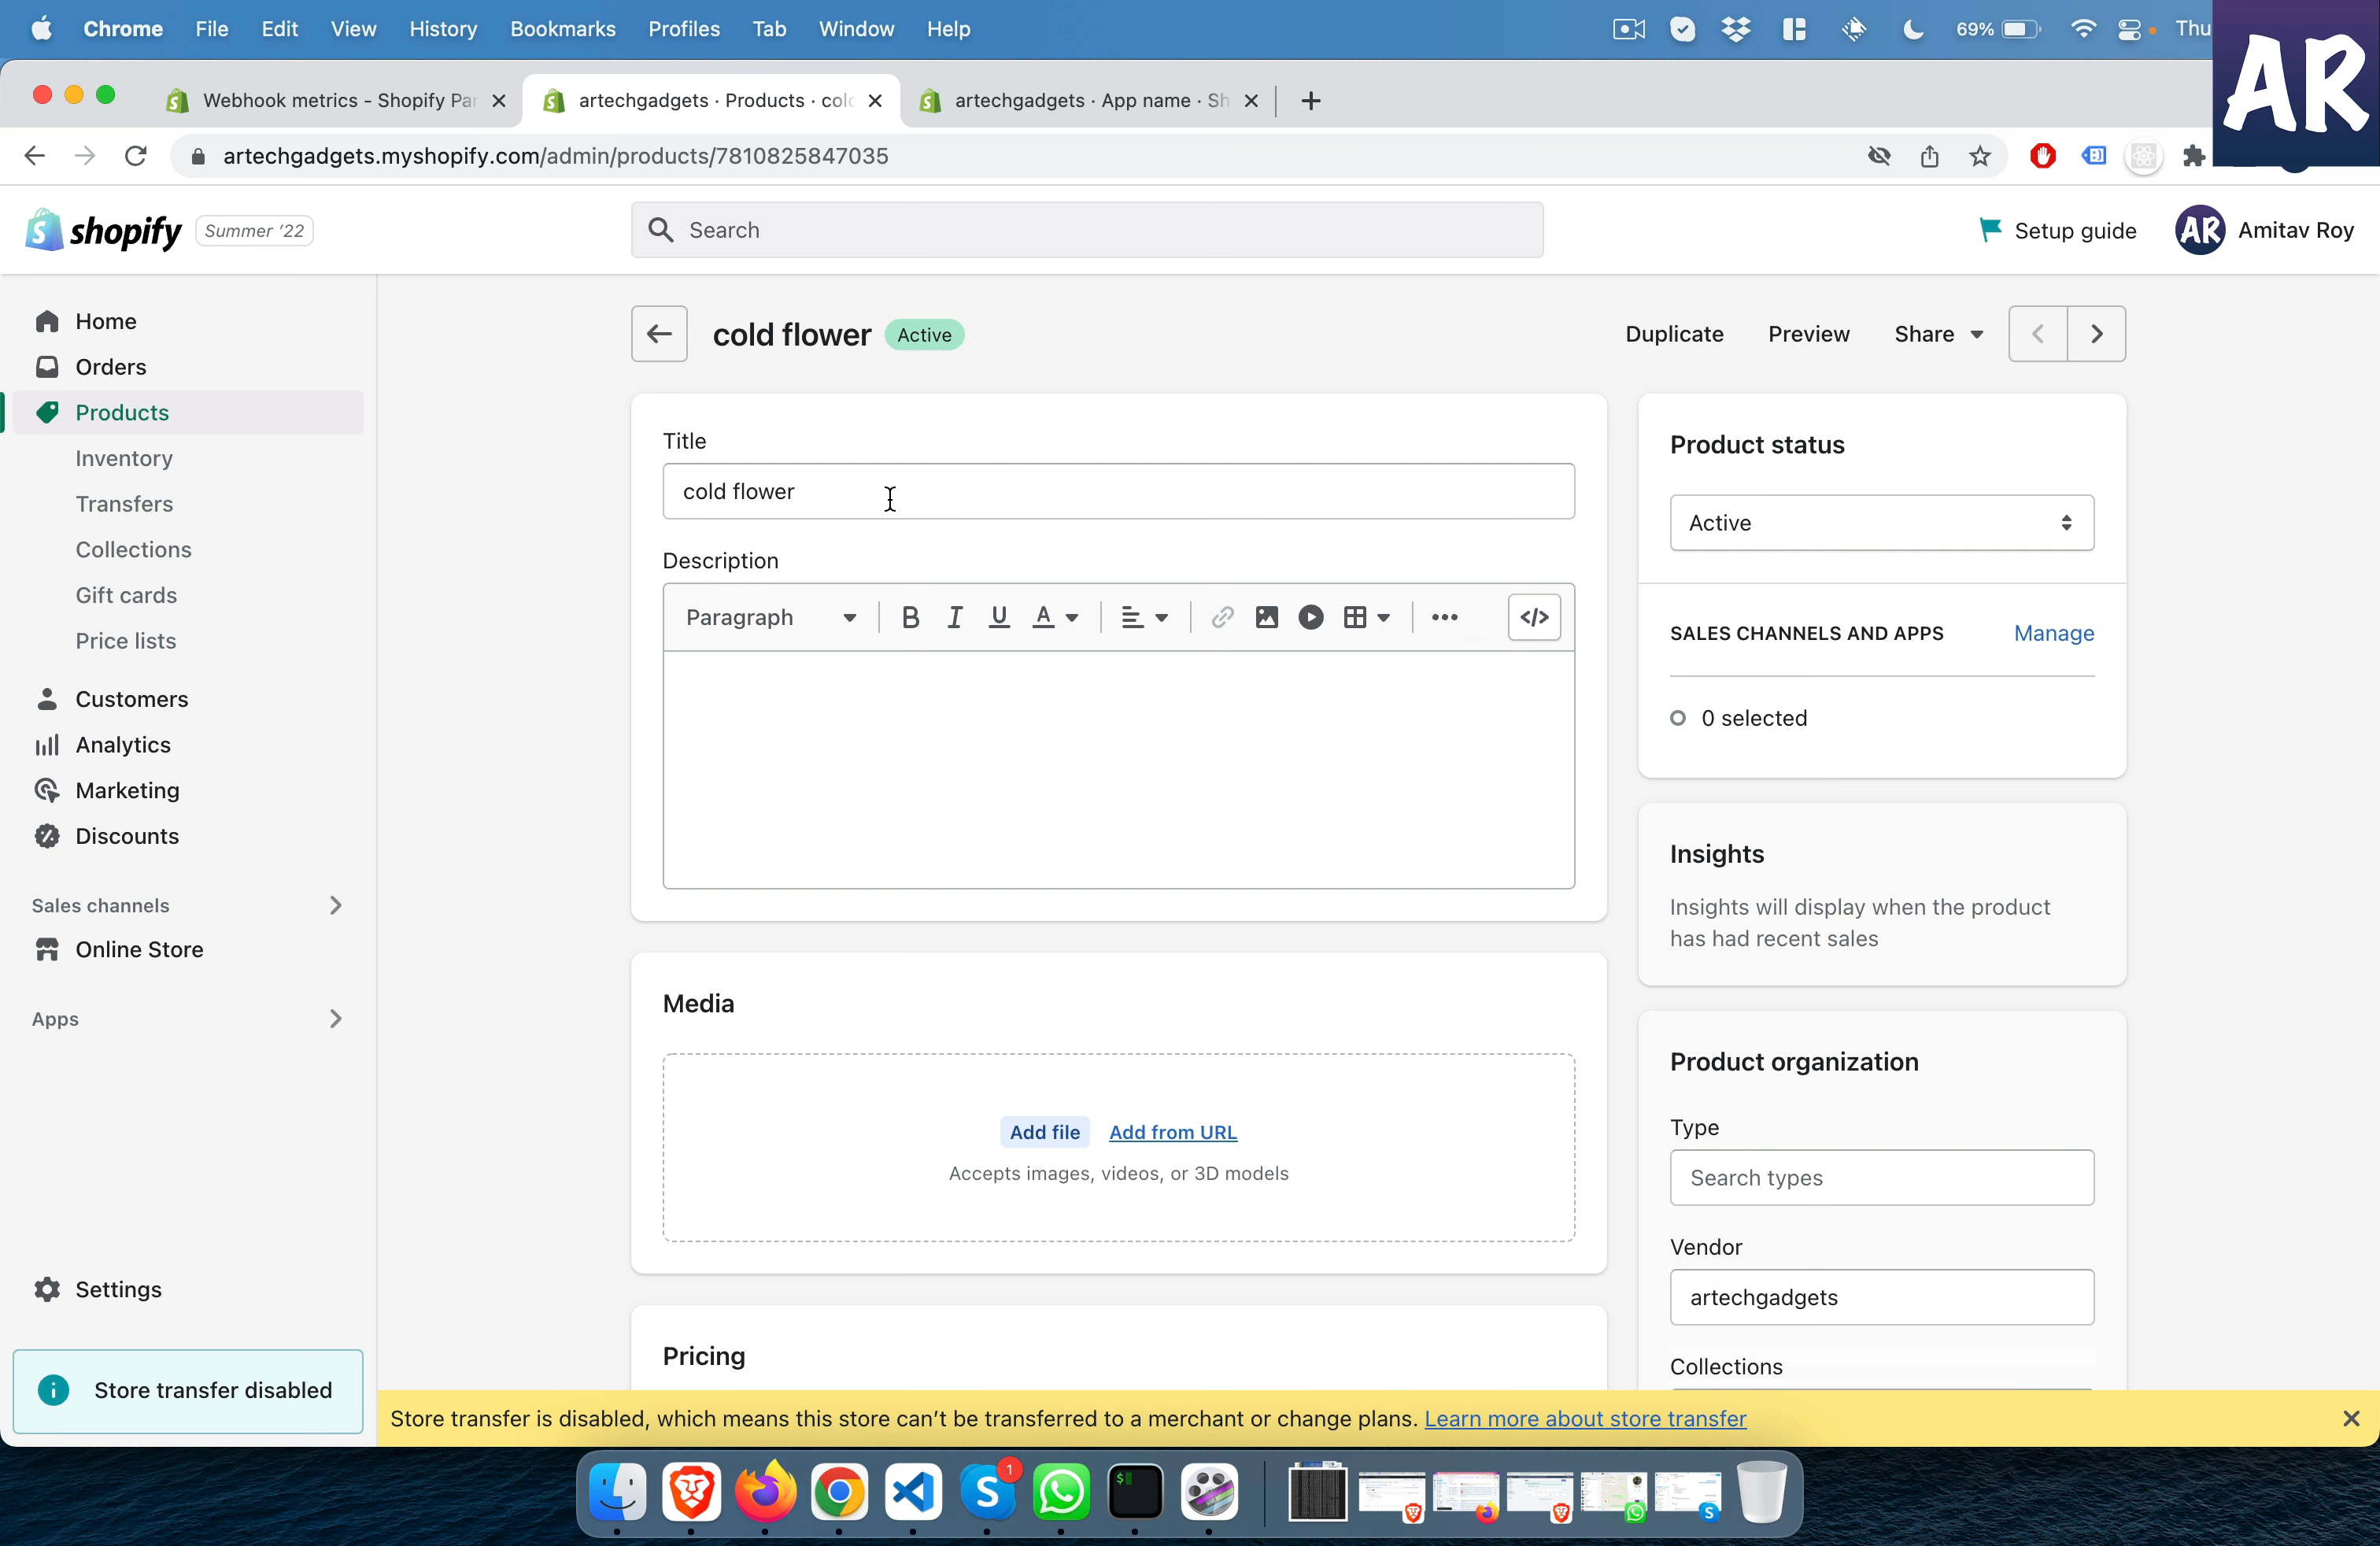 Chrome File Edit View History Bookmarks Profiles Tab Window Help 69% Thu
AR
Webhook metrics - Shopify Par
artechgadgets · Products · col
artechgadgets · App name · Sh
artechgadgets.myshopify.com/admin/products/7810825847035
shopify Summer '22
Search
Setup guide
AR Amitav Roy
Home
Orders
Products
Inventory
Transfers
Collections
Gift cards
Price lists
Customers
Analytics
Marketing
Discounts
Sales channels
Online Store
Apps
Settings
Store transfer disabled
cold flower Active
Duplicate Preview Share
Title
cold flower
Description
Paragraph B I U A
Media
Add file Add from URL
Accepts images, videos, or 3D models
Pricing
Product status
Active
SALES CHANNELS AND APPS Manage
0 selected
Insights
Insights will display when the product
has had recent sales
Product organization
Type
Search types
Vendor
artechgadgets
Collections
Store transfer is disabled, which means this store can't be transferred to a merchant or change plans. Learn more about store transfer
1